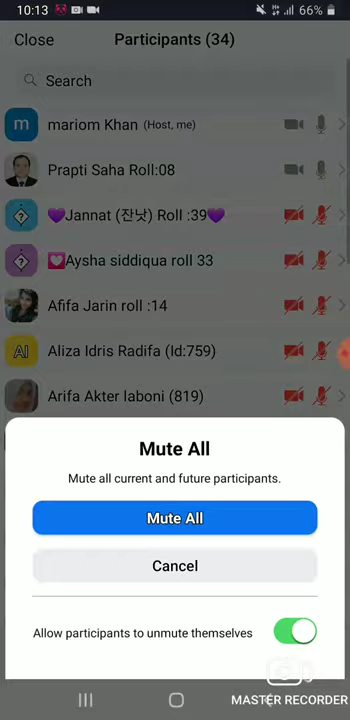 10:13
66%
Close
Participants (34)
Search
m
mariom Khan (Host, me)
Prapti Saha Roll:08
💜Jannat (잔낫) Roll :39💜
💟Aysha siddiqua roll 33
Afifa Jarin roll :14
AI
Aliza Idris Radifa (Id:759)
Arifa Akter laboni (819)
Mute All
Mute all current and future participants.
Mute All
Cancel
Allow participants to unmute themselves
MASTER RECORDER